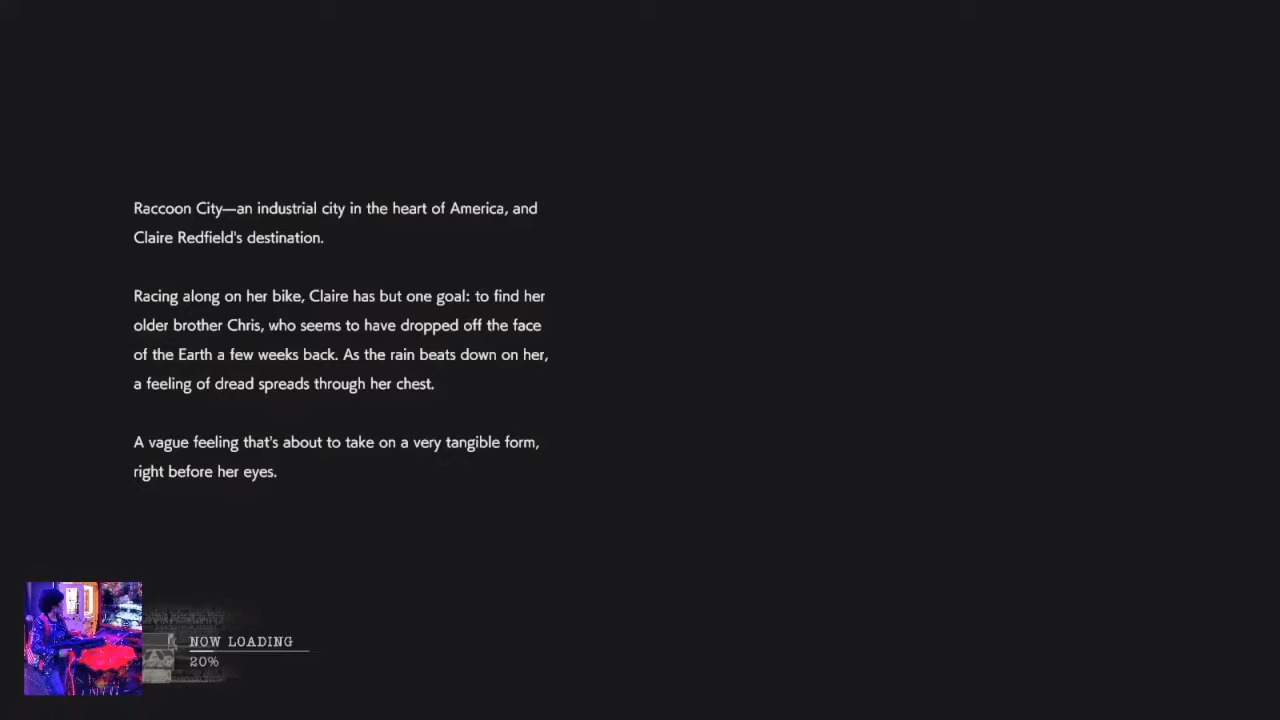 Raccoon City—an industrial city in the heart of America, and
Claire Redfield's destination.
Racing along on her bike, Claire has but one goal: to find her
older brother Chris, who seems to have dropped off the face
of the Earth a few weeks back. As the rain beats down on her,
a feeling of dread spreads through her chest.
A vague feeling that's about to take on a very tangible form,
right before her eyes.
NOW LOADING
20%